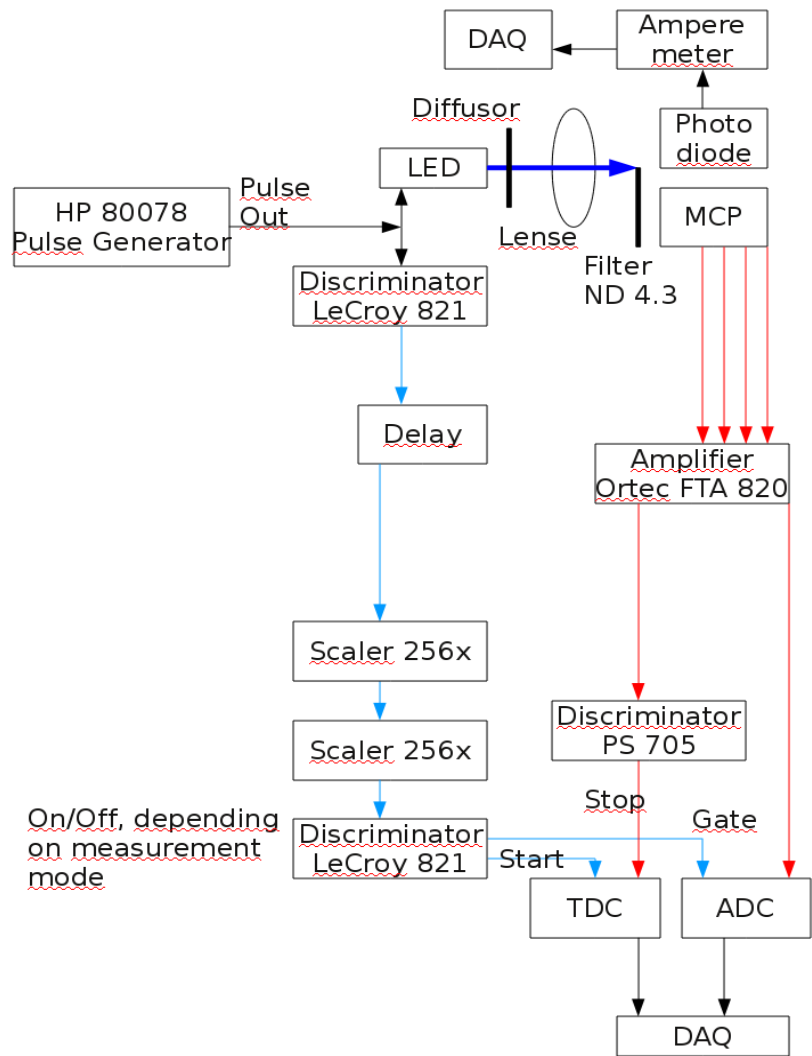 DAQ
Ampere
meter
Diffusor
Photo
diode
LED
Pulse
Out
HP 80078
Pulse Generator
MCP
Lense
Filter
ND 4.3
Discriminator
LeCroy 821
Delay
Amplifier
Ortec FTA 820
Scaler 256x
Discriminator
PS 705
Scaler 256x
On/Off, depending
on measurement
mode
Discriminator
LeCroy 821
Stop
Gate
Start
TDC
ADC
DAQ